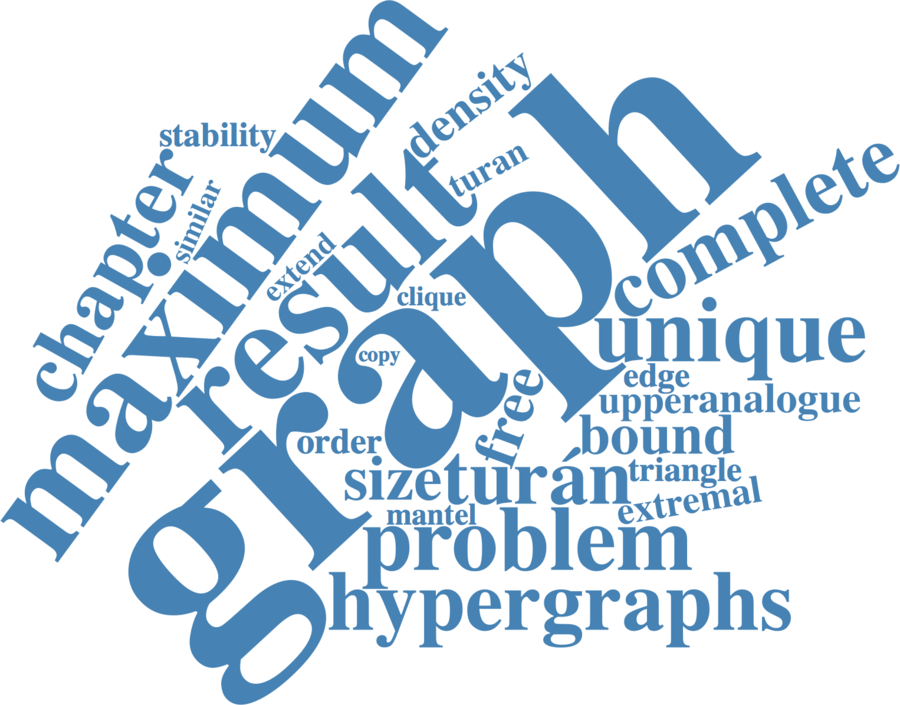 maximum
stability
density
turan
graph
chapter
similar
result
extend
complete
clique
unique
copy
edge
free
upper
analogue
order
bound
size
turán
triangle
extremal
mantel
problem
hypergraphs